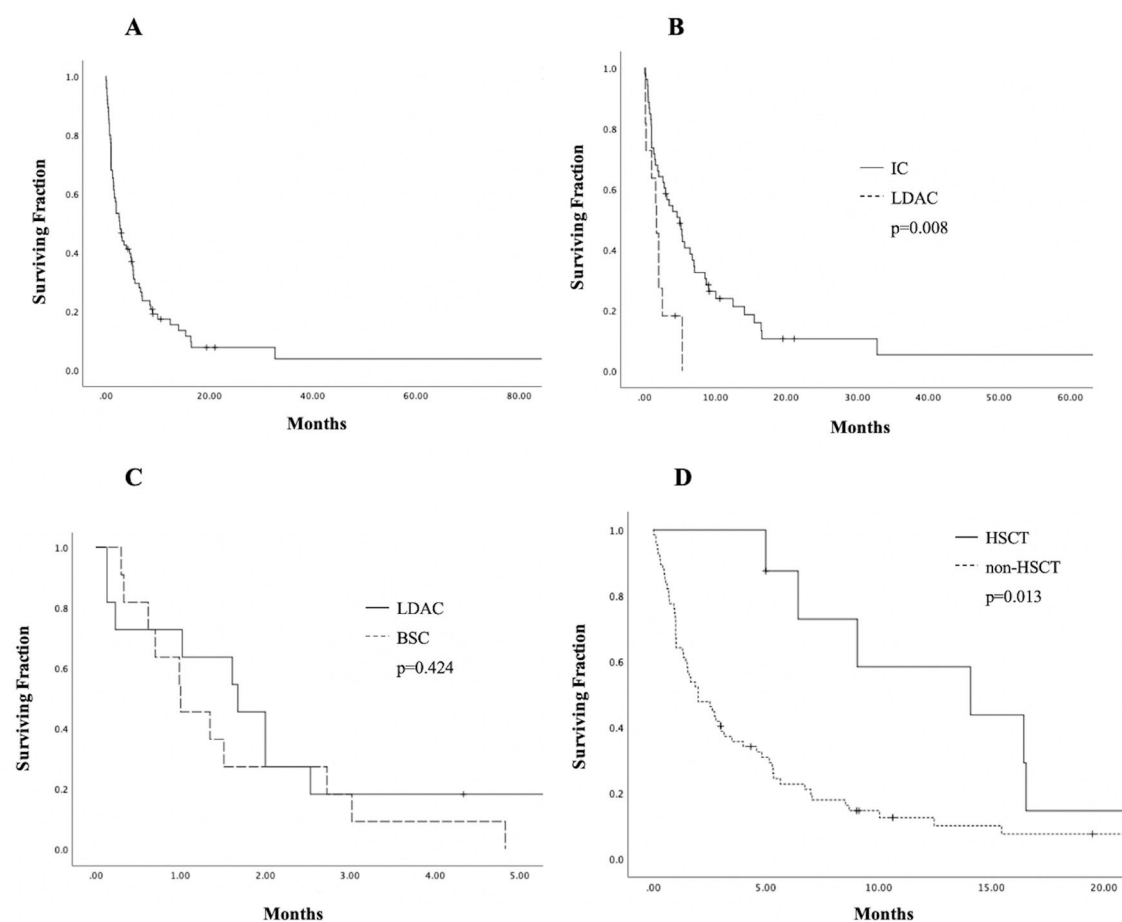 A
Surviving Fraction
1.0
0.8
0.6
0.4
0.2
0.0
.00 20.00 40.00 60.00 80.00
Months
B
Surviving Fraction
1.0
0.8
0.6
0.4
0.2
0.0
IC
LDAC
p=0.008
.00 10.00 20.00 30.00 40.00 50.00 60.00
Months
C
Surviving Fraction
1.0
0.8
0.6
0.4
0.2
0.0
LDAC
BSC
p=0.424
.00 1.00 2.00 3.00 4.00 5.00
Months
D
Surviving Fraction
1.0
0.8
0.6
0.4
0.2
0.0
HSCT
non-HSCT
p=0.013
.00 5.00 10.00 15.00 20.00
Months